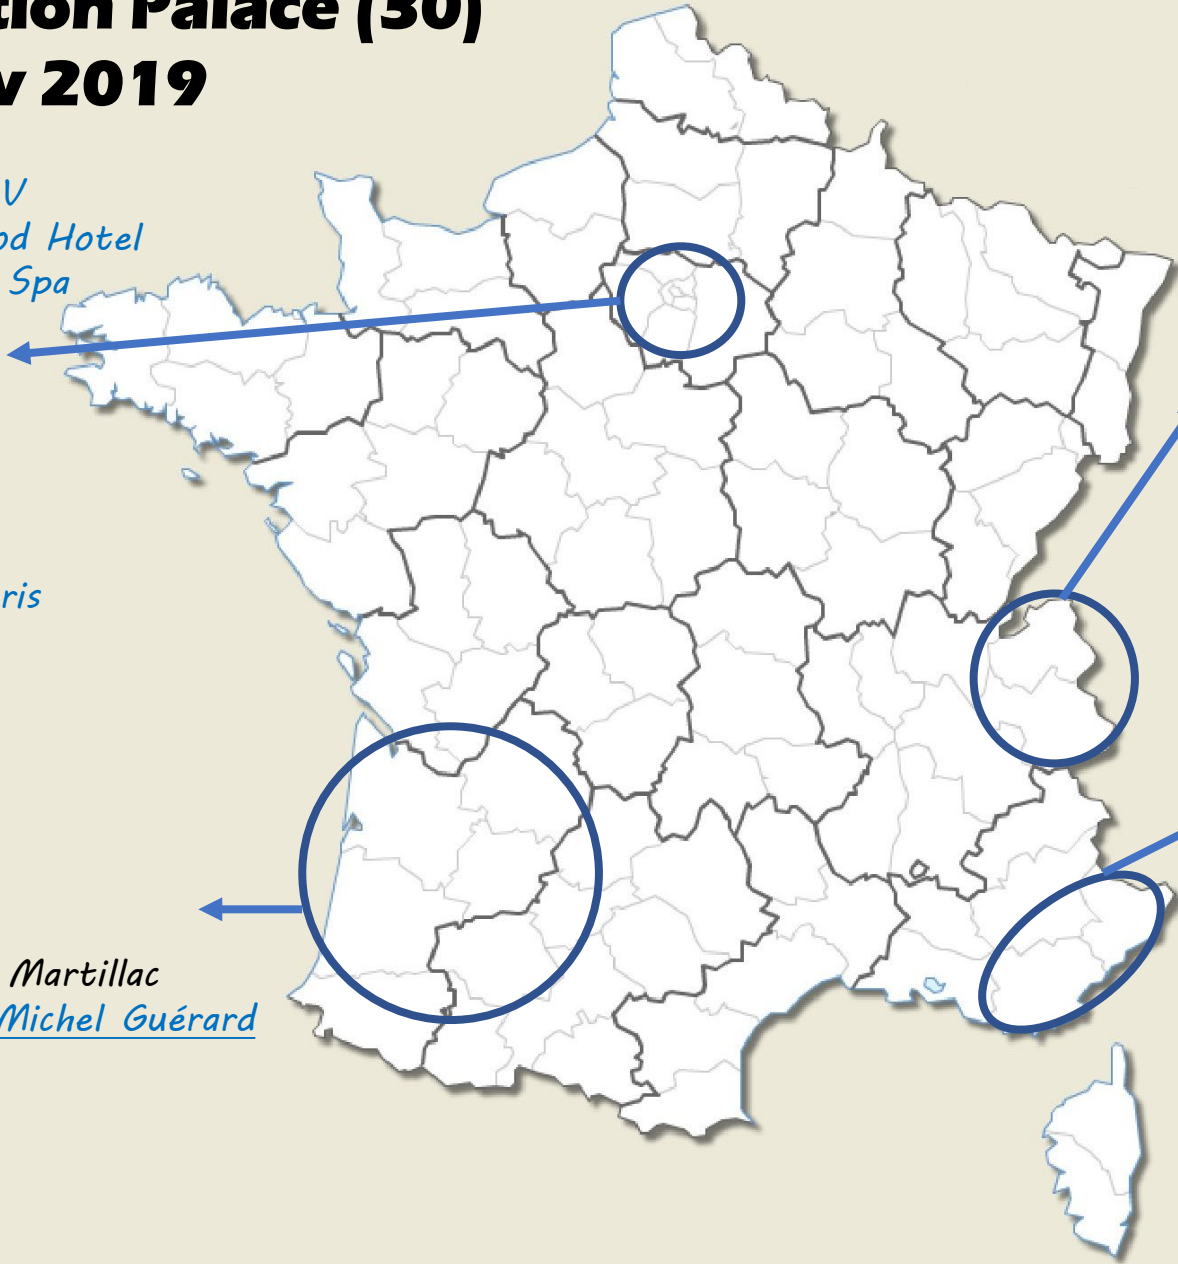 tion Palace (30)
v 2019
V
od Hotel
Spa
ris
Martillac
Michel Guérard